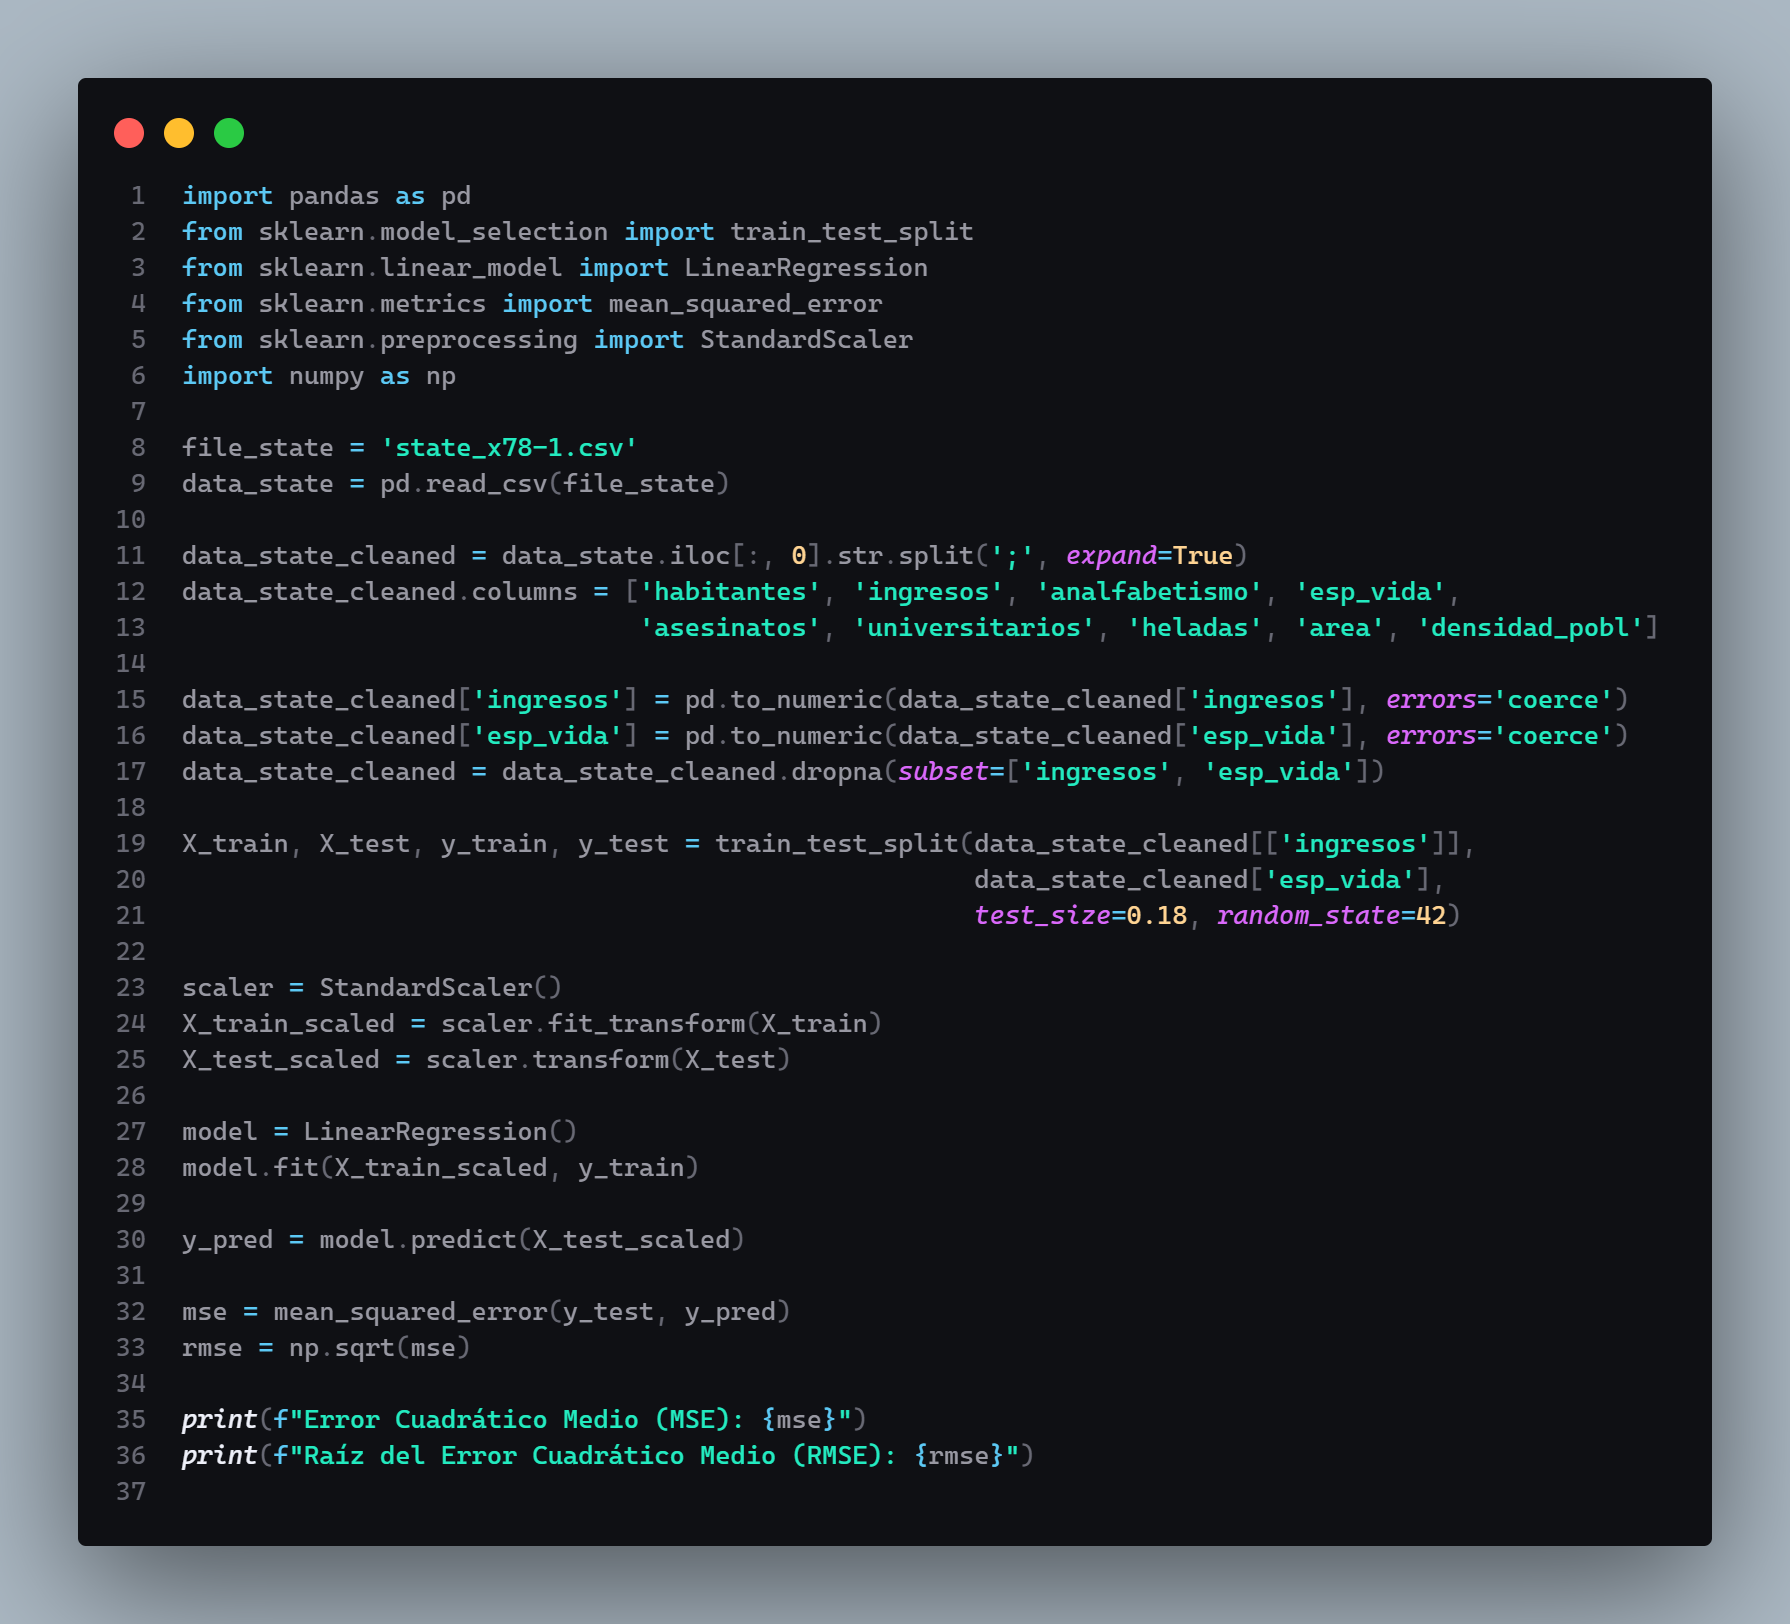 1 import pandas as pd
2 from sklearn.model_selection import train_test_split
3 from sklearn.linear_model import LinearRegression
4 from sklearn.metrics import mean_squared_error
5 from sklearn.preprocessing import StandardScaler
6 import numpy as np
7
8 file_state = 'state_x78-1.csv'
9 data_state = pd.read_csv(file_state)
10
11 data_state_cleaned = data_state.iloc[:, 0].str.split(';', expand=True)
12 data_state_cleaned.columns = ['habitantes', 'ingresos', 'analfabetismo', 'esp_vida',
13                               'asesinatos', 'universitarios', 'heladas', 'area', 'densidad_pobl']
14
15 data_state_cleaned['ingresos'] = pd.to_numeric(data_state_cleaned['ingresos'], errors='coerce')
16 data_state_cleaned['esp_vida'] = pd.to_numeric(data_state_cleaned['esp_vida'], errors='coerce')
17 data_state_cleaned = data_state_cleaned.dropna(subset=['ingresos', 'esp_vida'])
18
19 X_train, X_test, y_train, y_test = train_test_split(data_state_cleaned[['ingresos']],
20                                                     data_state_cleaned['esp_vida'],
21                                                     test_size=0.18, random_state=42)
22
23 scaler = StandardScaler()
24 X_train_scaled = scaler.fit_transform(X_train)
25 X_test_scaled = scaler.transform(X_test)
26
27 model = LinearRegression()
28 model.fit(X_train_scaled, y_train)
29
30 y_pred = model.predict(X_test_scaled)
31
32 mse = mean_squared_error(y_test, y_pred)
33 rmse = np.sqrt(mse)
34
35 print(f"Error Cuadrático Medio (MSE): {mse}")
36 print(f"Raíz del Error Cuadrático Medio (RMSE): {rmse}")
37